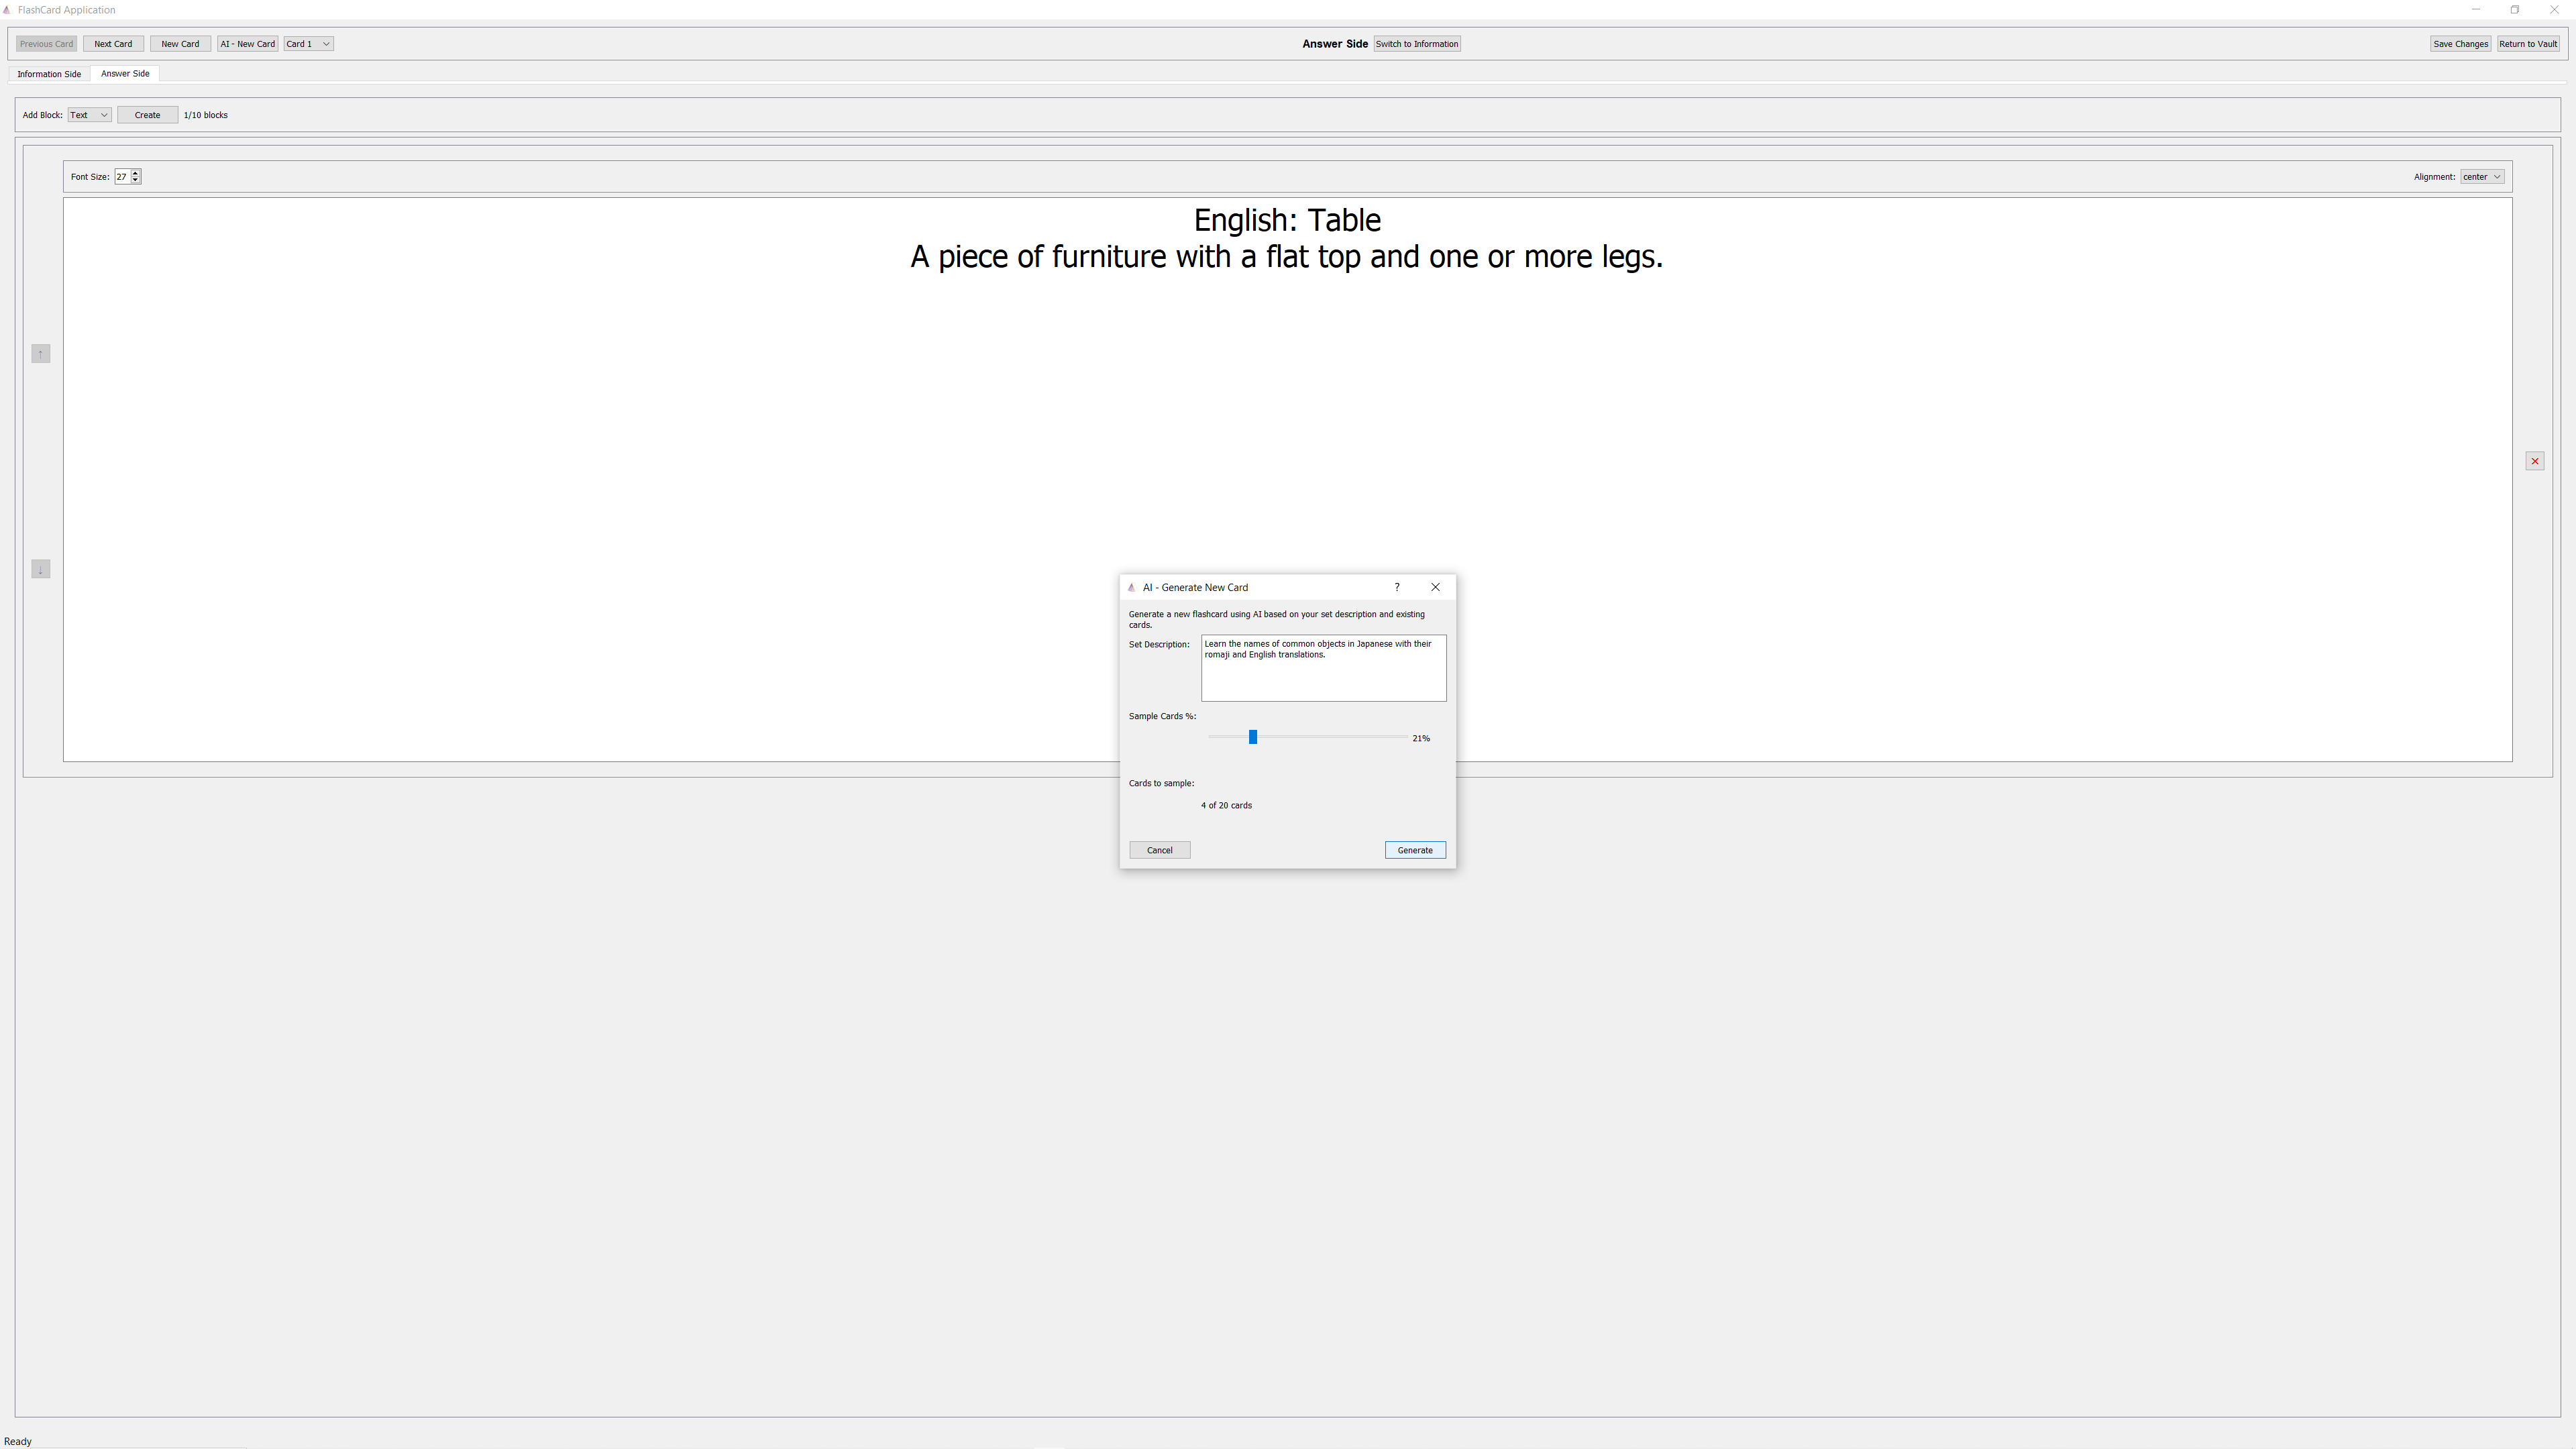 FlashCard Application
Previous Card Next Card New Card AI - New Card Card 1 Answer Side Switch to Information Save Changes Return to Vault
Information Side Answer Side
Add Block: Text Create 1/10 blocks
Font Size: 27 Alignment: center
English: Table
A piece of furniture with a flat top and one or more legs.
AI - Generate New Card
Generate a new flashcard using AI based on your set description and existing
cards.
Set Description: Learn the names of common objects in Japanese with their
romaji and English translations.
Sample Cards %:
21%
Cards to sample:
4 of 20 cards
Cancel Generate
Ready